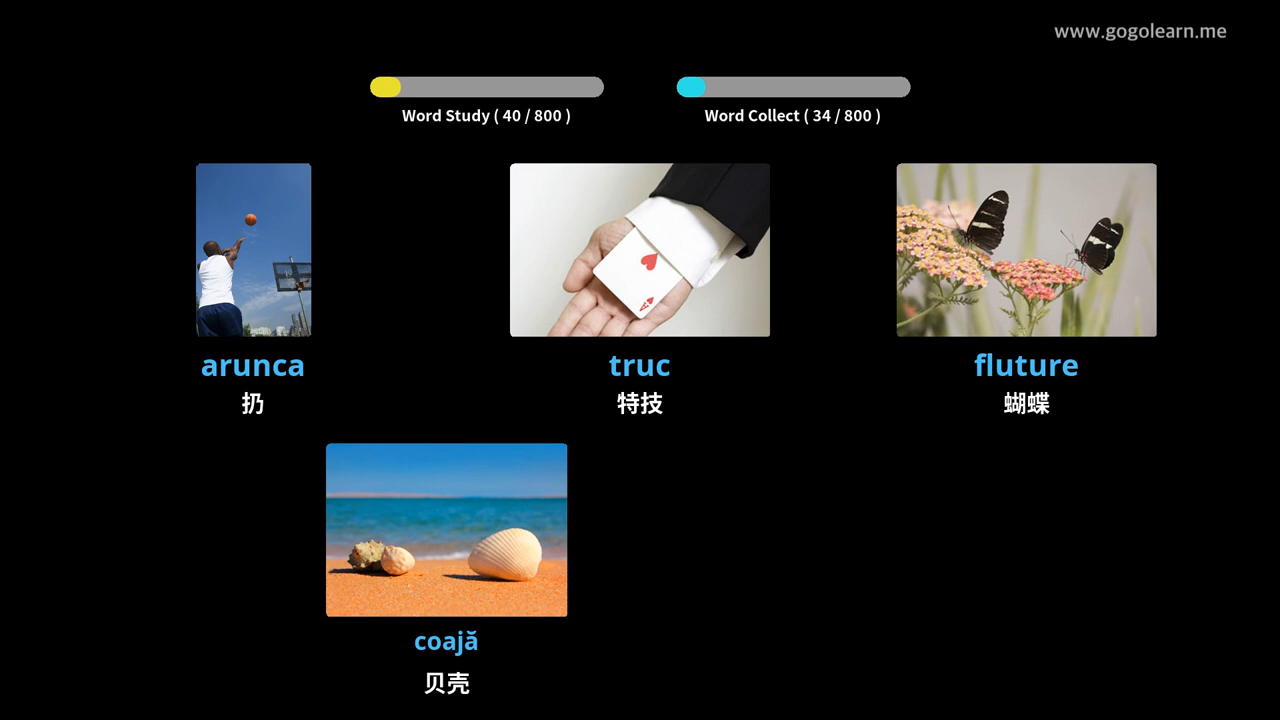 www.gogolearn.me
Word Study ( 40 / 800 )
Word Collect ( 34 / 800 )
arunca
truc
fluture
扔
特技
蝴蝶
coajă
贝壳